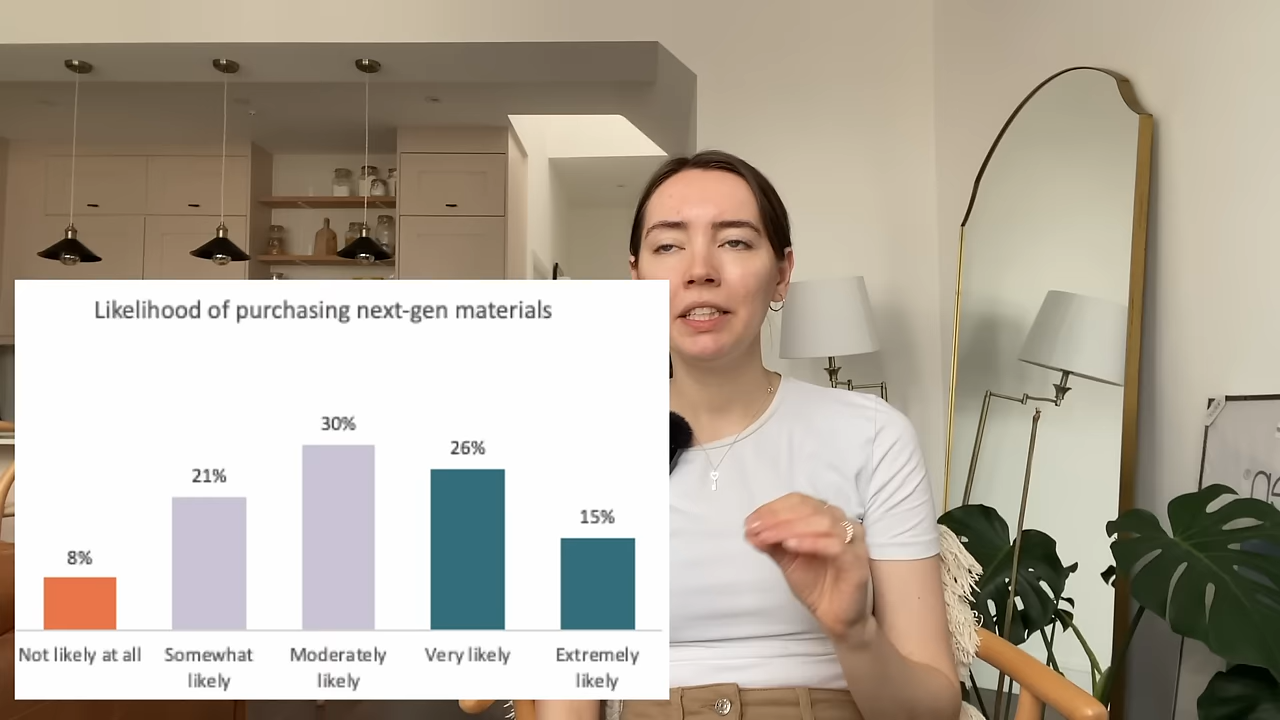 Likelihood of purchasing next-gen materials
30%
26%
21%
15%
8%
Not likely at all
Somewhat likely
Moderately likely
Very likely
Extremely likely